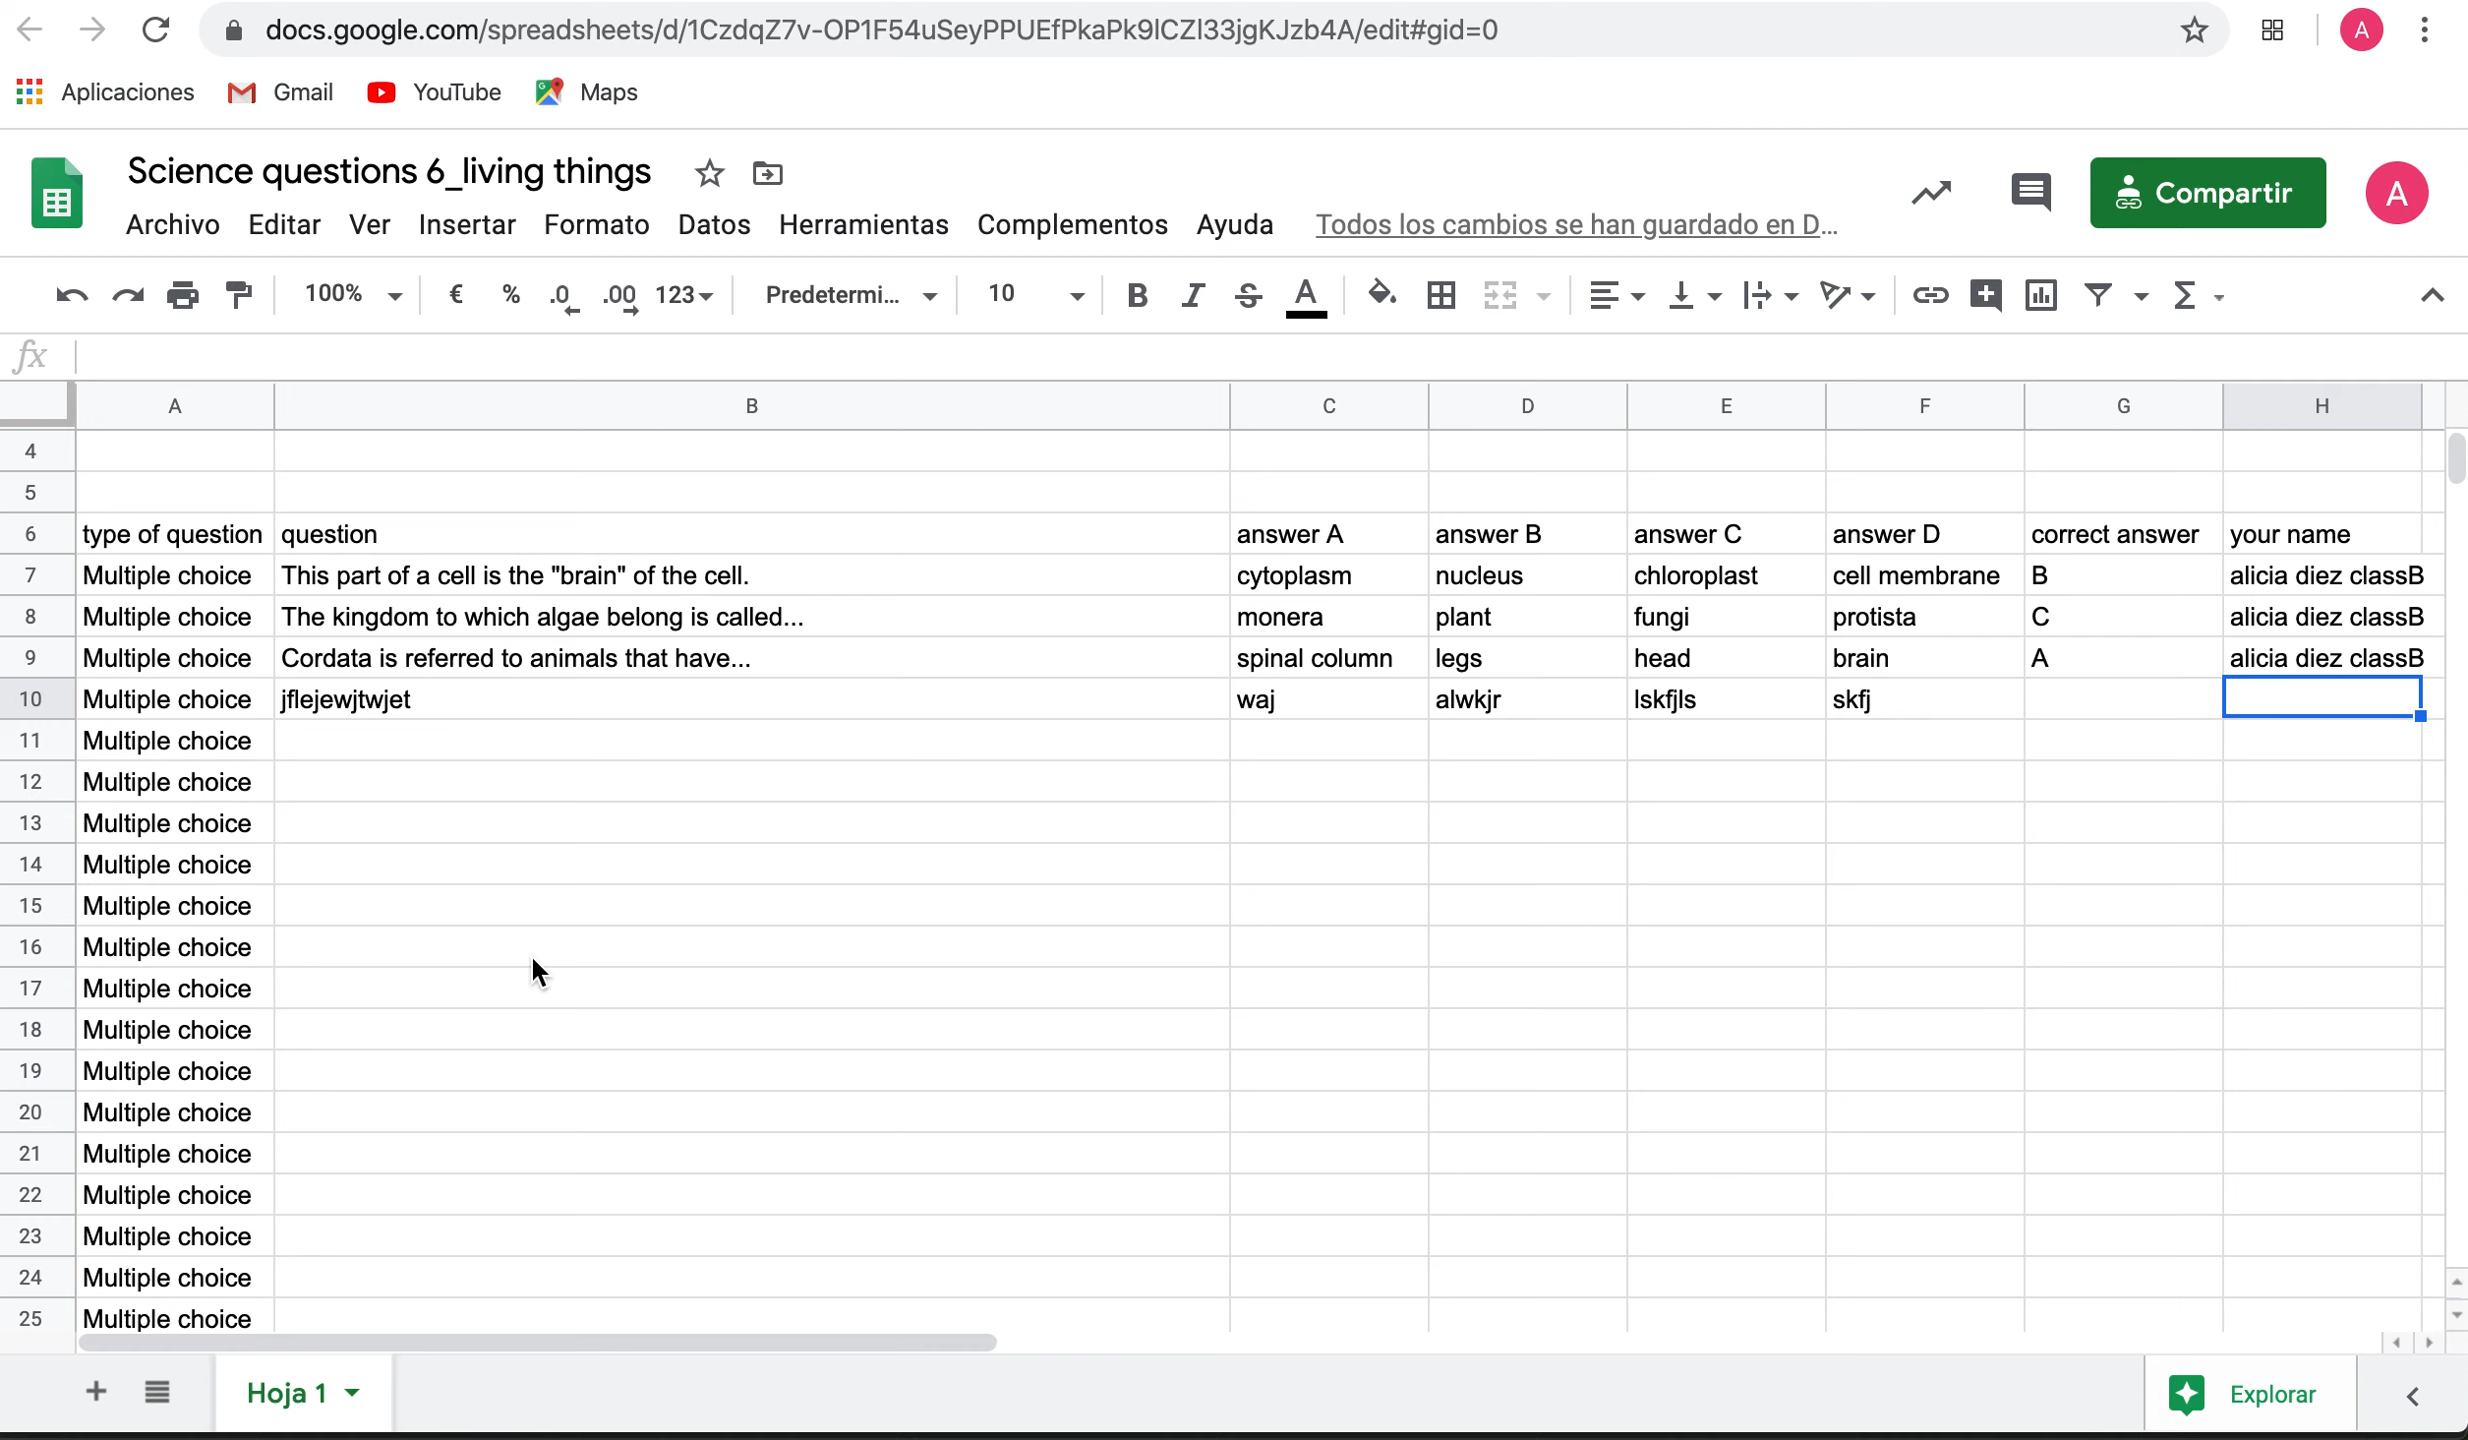 docs.google.com/spreadsheets/d/1CzdqZ7v-OP1F54uSeyPPUEfPkaPk9lCZl33jgKJzb4A/edit#gid=0
A
Aplicaciones Gmail YouTube Maps
Science questions 6_living things
Compartir
A
Archivo Editar Ver Insertar Formato Datos Herramientas Complementos Ayuda Todos los cambios se han guardado en D...
100% € % .0 .00 123 Predetermi... 10 B I S A
fx
A B C D E F G H
4
5
6 type of question question answer A answer B answer C answer D correct answer your name
7 Multiple choice This part of a cell is the "brain" of the cell. cytoplasm nucleus chloroplast cell membrane B alicia diez classB
8 Multiple choice The kingdom to which algae belong is called... monera plant fungi protista C alicia diez classB
9 Multiple choice Cordata is referred to animals that have... spinal column legs head brain A alicia diez classB
10 Multiple choice jflejewjtwjet waj alwkjr lskfjls skfj
11 Multiple choice
12 Multiple choice
13 Multiple choice
14 Multiple choice
15 Multiple choice
16 Multiple choice
17 Multiple choice
18 Multiple choice
19 Multiple choice
20 Multiple choice
21 Multiple choice
22 Multiple choice
23 Multiple choice
24 Multiple choice
25 Multiple choice
Hoja 1 Explorar